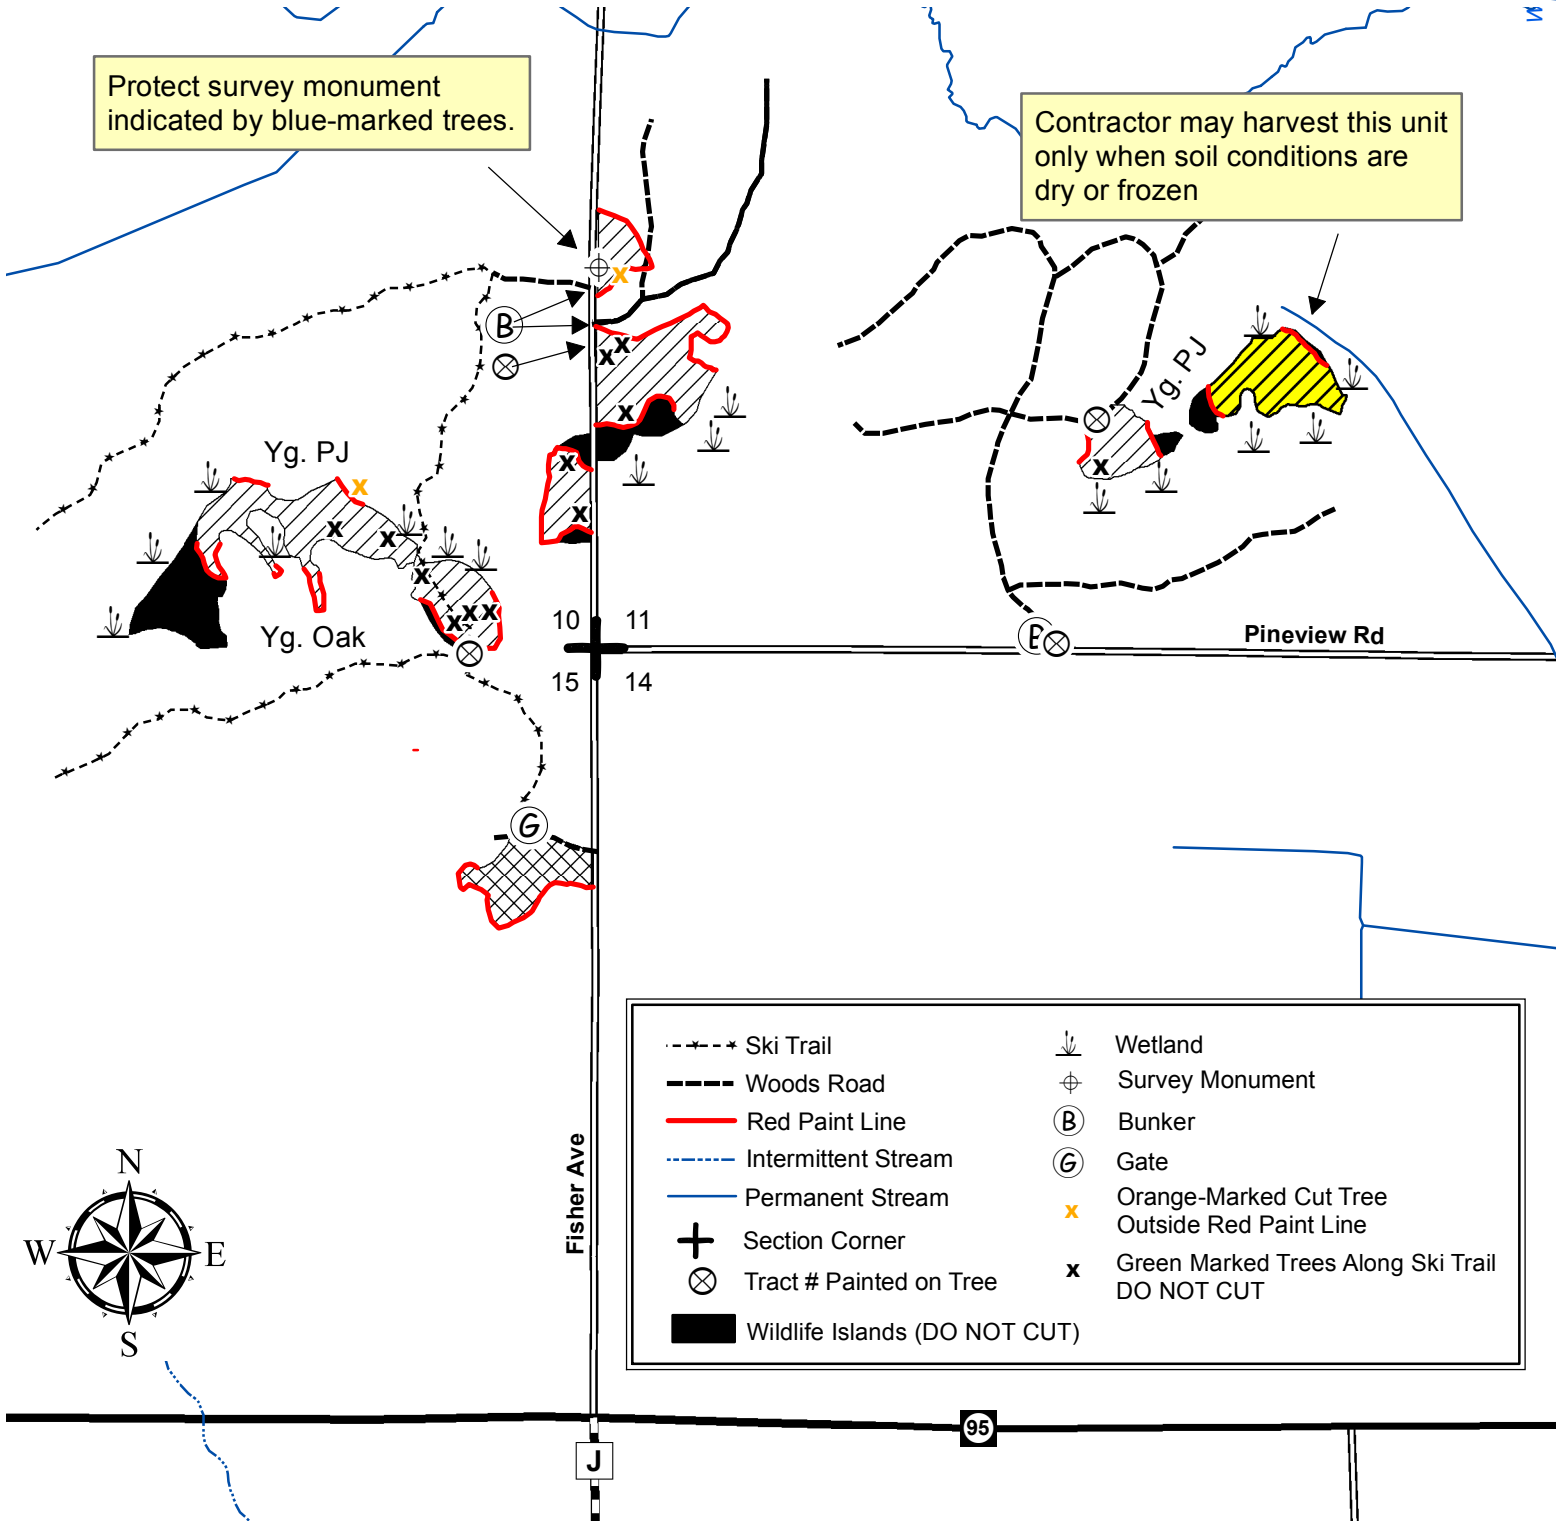 Protect survey monument
indicated by blue-marked trees.
Contractor may harvest this unit
only when soil conditions are
dry or frozen
B
Yg. PJ
Yg. PJ
Yg. Oak
10 11
15 14
B
Pineview Rd
G
Fisher Ave
Ski Trail
Woods Road
Red Paint Line
Intermittent Stream
Permanent Stream
Section Corner
Tract # Painted on Tree
Wildlife Islands (DO NOT CUT)
Wetland
Survey Monument
B Bunker
G Gate
x Orange-Marked Cut Tree
Outside Red Paint Line
x Green Marked Trees Along Ski Trail
DO NOT CUT
N
W E
S
95
J